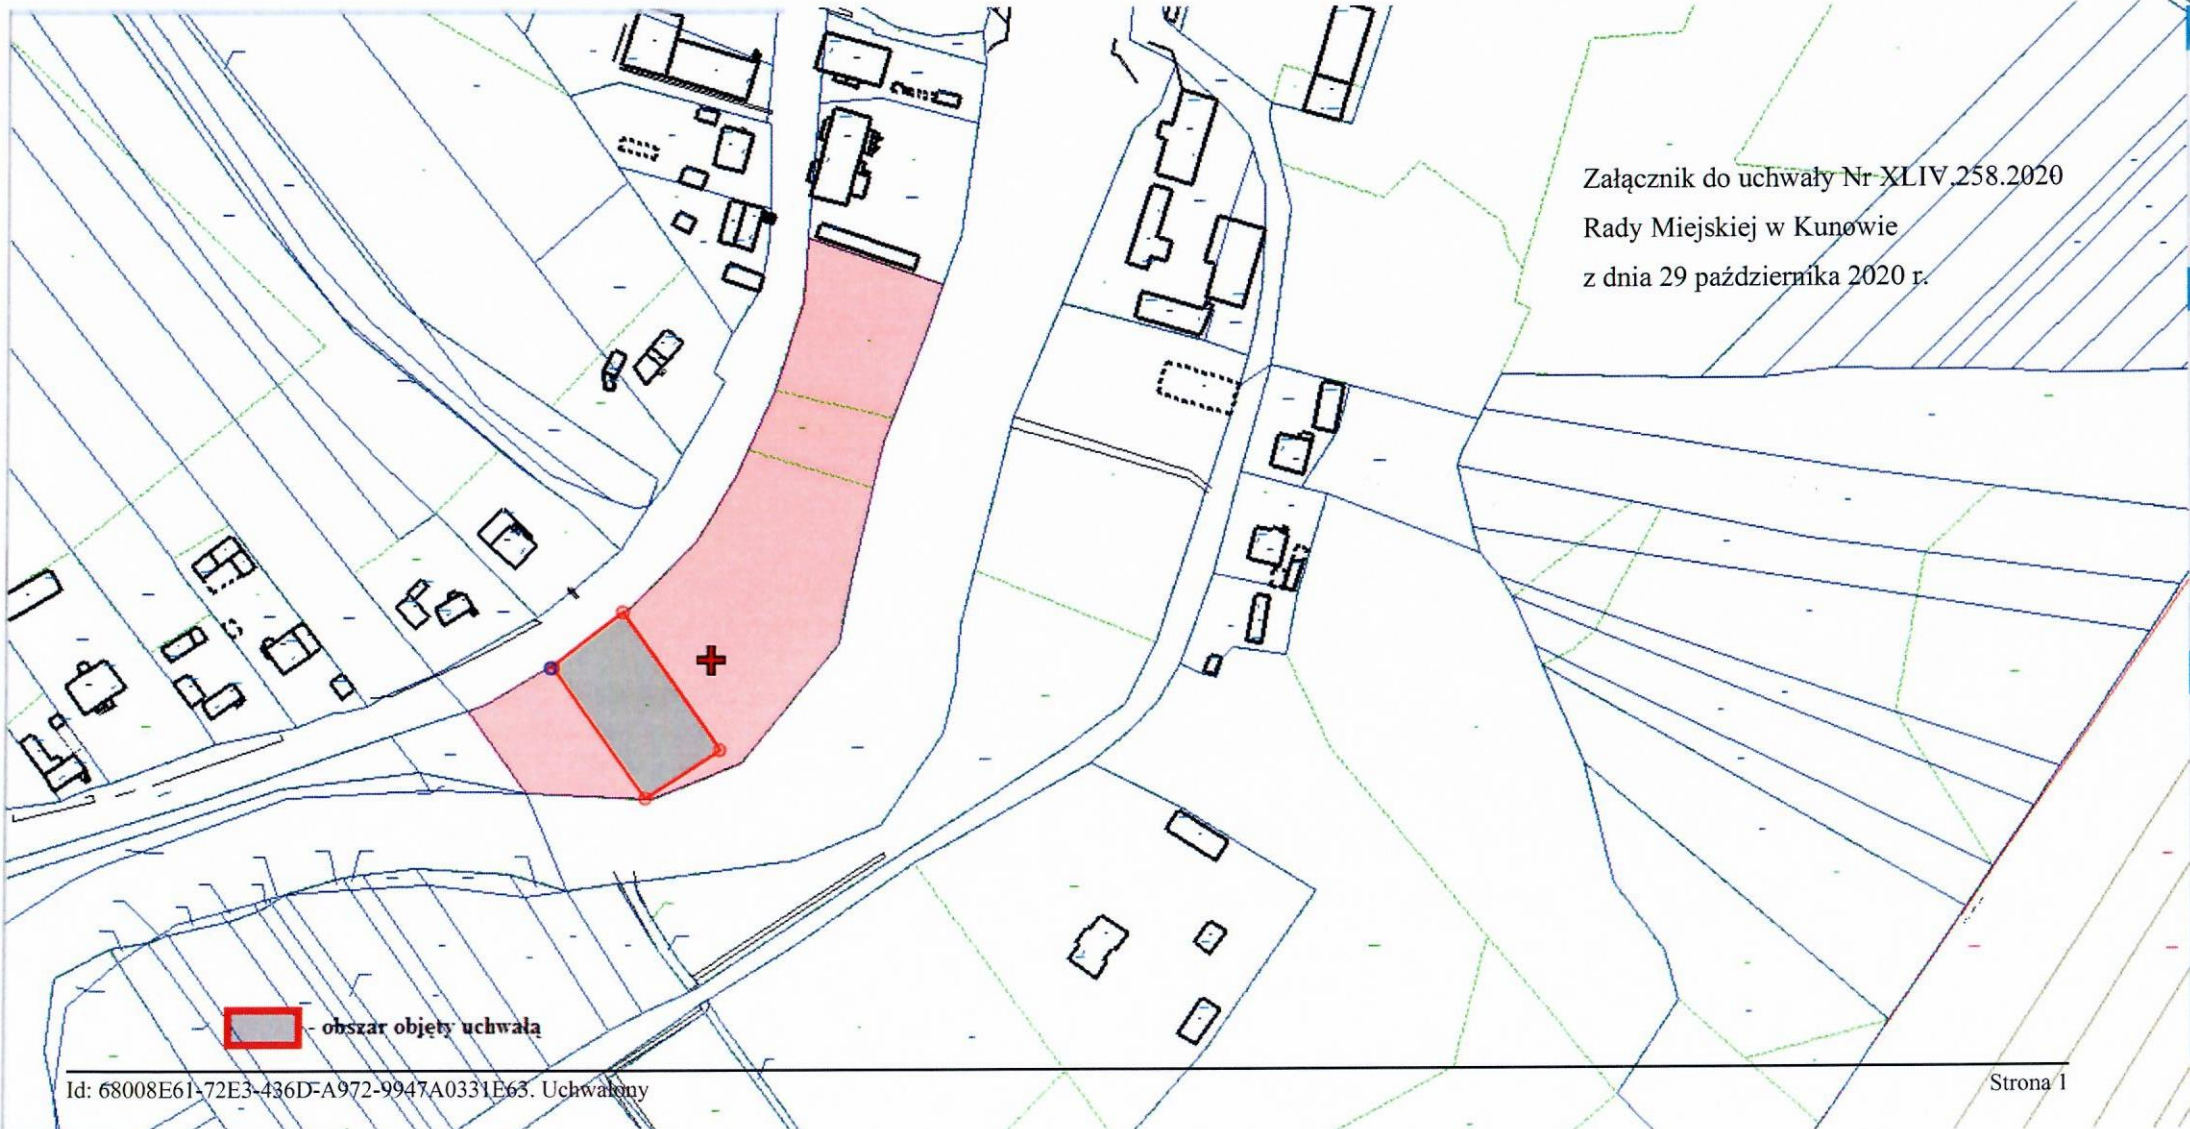 Załącznik do uchwały Nr XLIV.258.2020
Rady Miejskiej w Kunowie
z dnia 29 października 2020 r.
- obszar objęty uchwałą
Id: 68008E61-72E3-436D-A972-9947A0331E63. Uchwalony
Strona 1